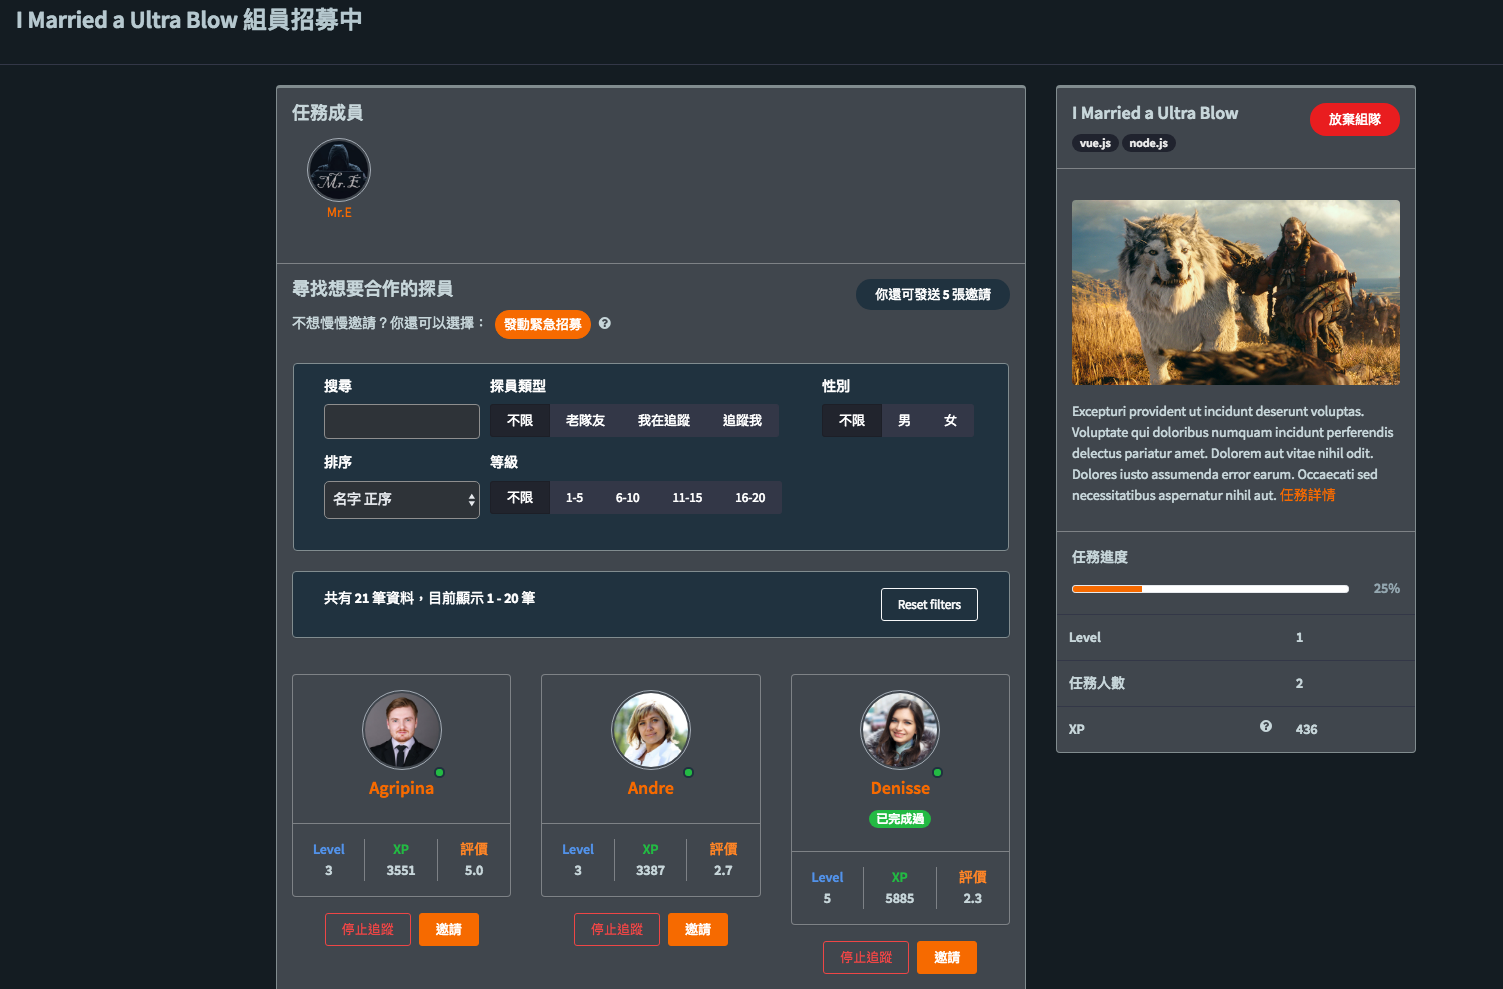 I Married a Ultra Blow 組員招募中
任務成員
Mr.E
Mr.E
尋找想要合作的探員
你還可發送 5 張邀請
不想慢慢邀請？你還可以選擇：
發動緊急招募
搜尋
探員類型
性別
不限 老隊友 我在追蹤 追蹤我
不限 男 女
排序
等級
名字 正序
不限 1-5 6-10 11-15 16-20
共有 21 筆資料，目前顯示 1 - 20 筆
Reset filters
Agripina
Level XP 評價
3 3551 5.0
停止追蹤 邀請
Andre
Level XP 評價
3 3387 2.7
停止追蹤 邀請
Denisse
已完成過
Level XP 評價
5 5885 2.3
停止追蹤 邀請
I Married a Ultra Blow
放棄組隊
vue.js node.js
Excepturi provident ut incidunt deserunt voluptas.
Voluptate qui doloribus numquam incidunt perferendis
delectus pariatur amet. Dolorem aut vitae nihil odit.
Dolores iusto assumenda error earum. Occaecati sed
necessitatibus aspernatur nihil aut. 任務詳情
任務進度
25%
Level 1
任務人數 2
XP 436